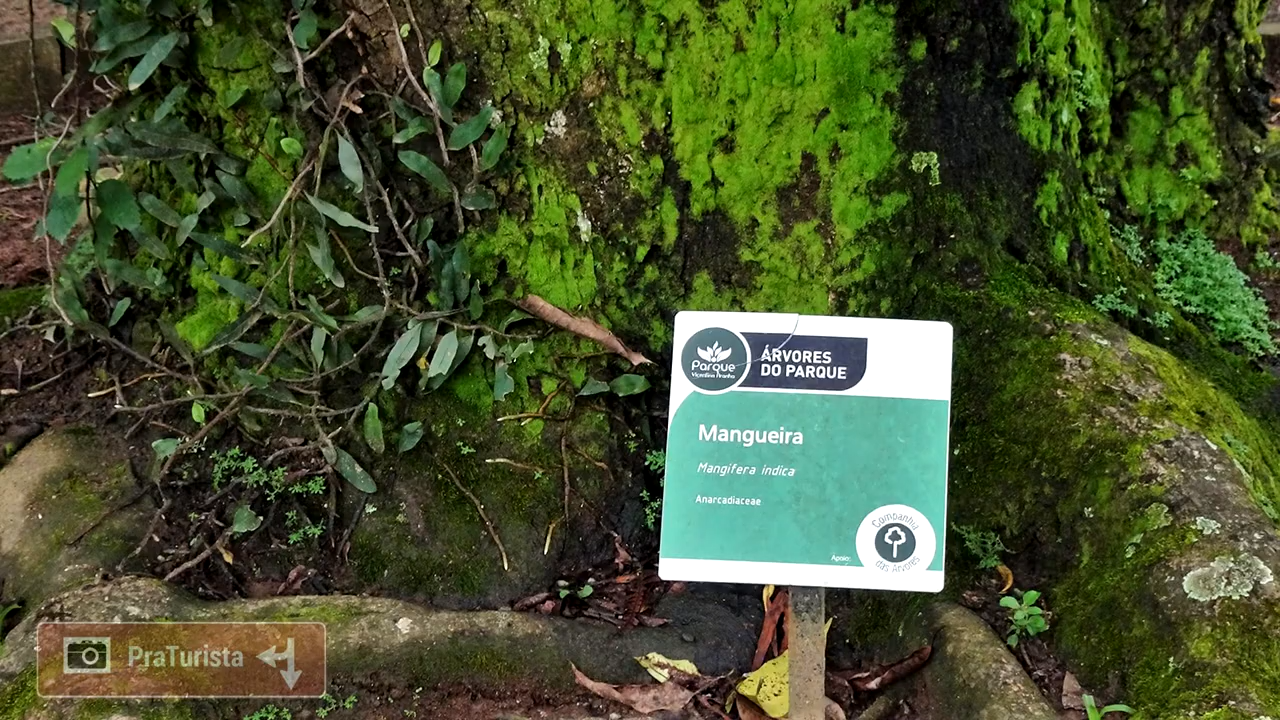 Parque
Vicentina Aranha
ÁRVORES
DO PARQUE
Mangueira
Mangifera indica
Anarcadiaceae
Apoio:
Companhia
das Árvores
PraTurista